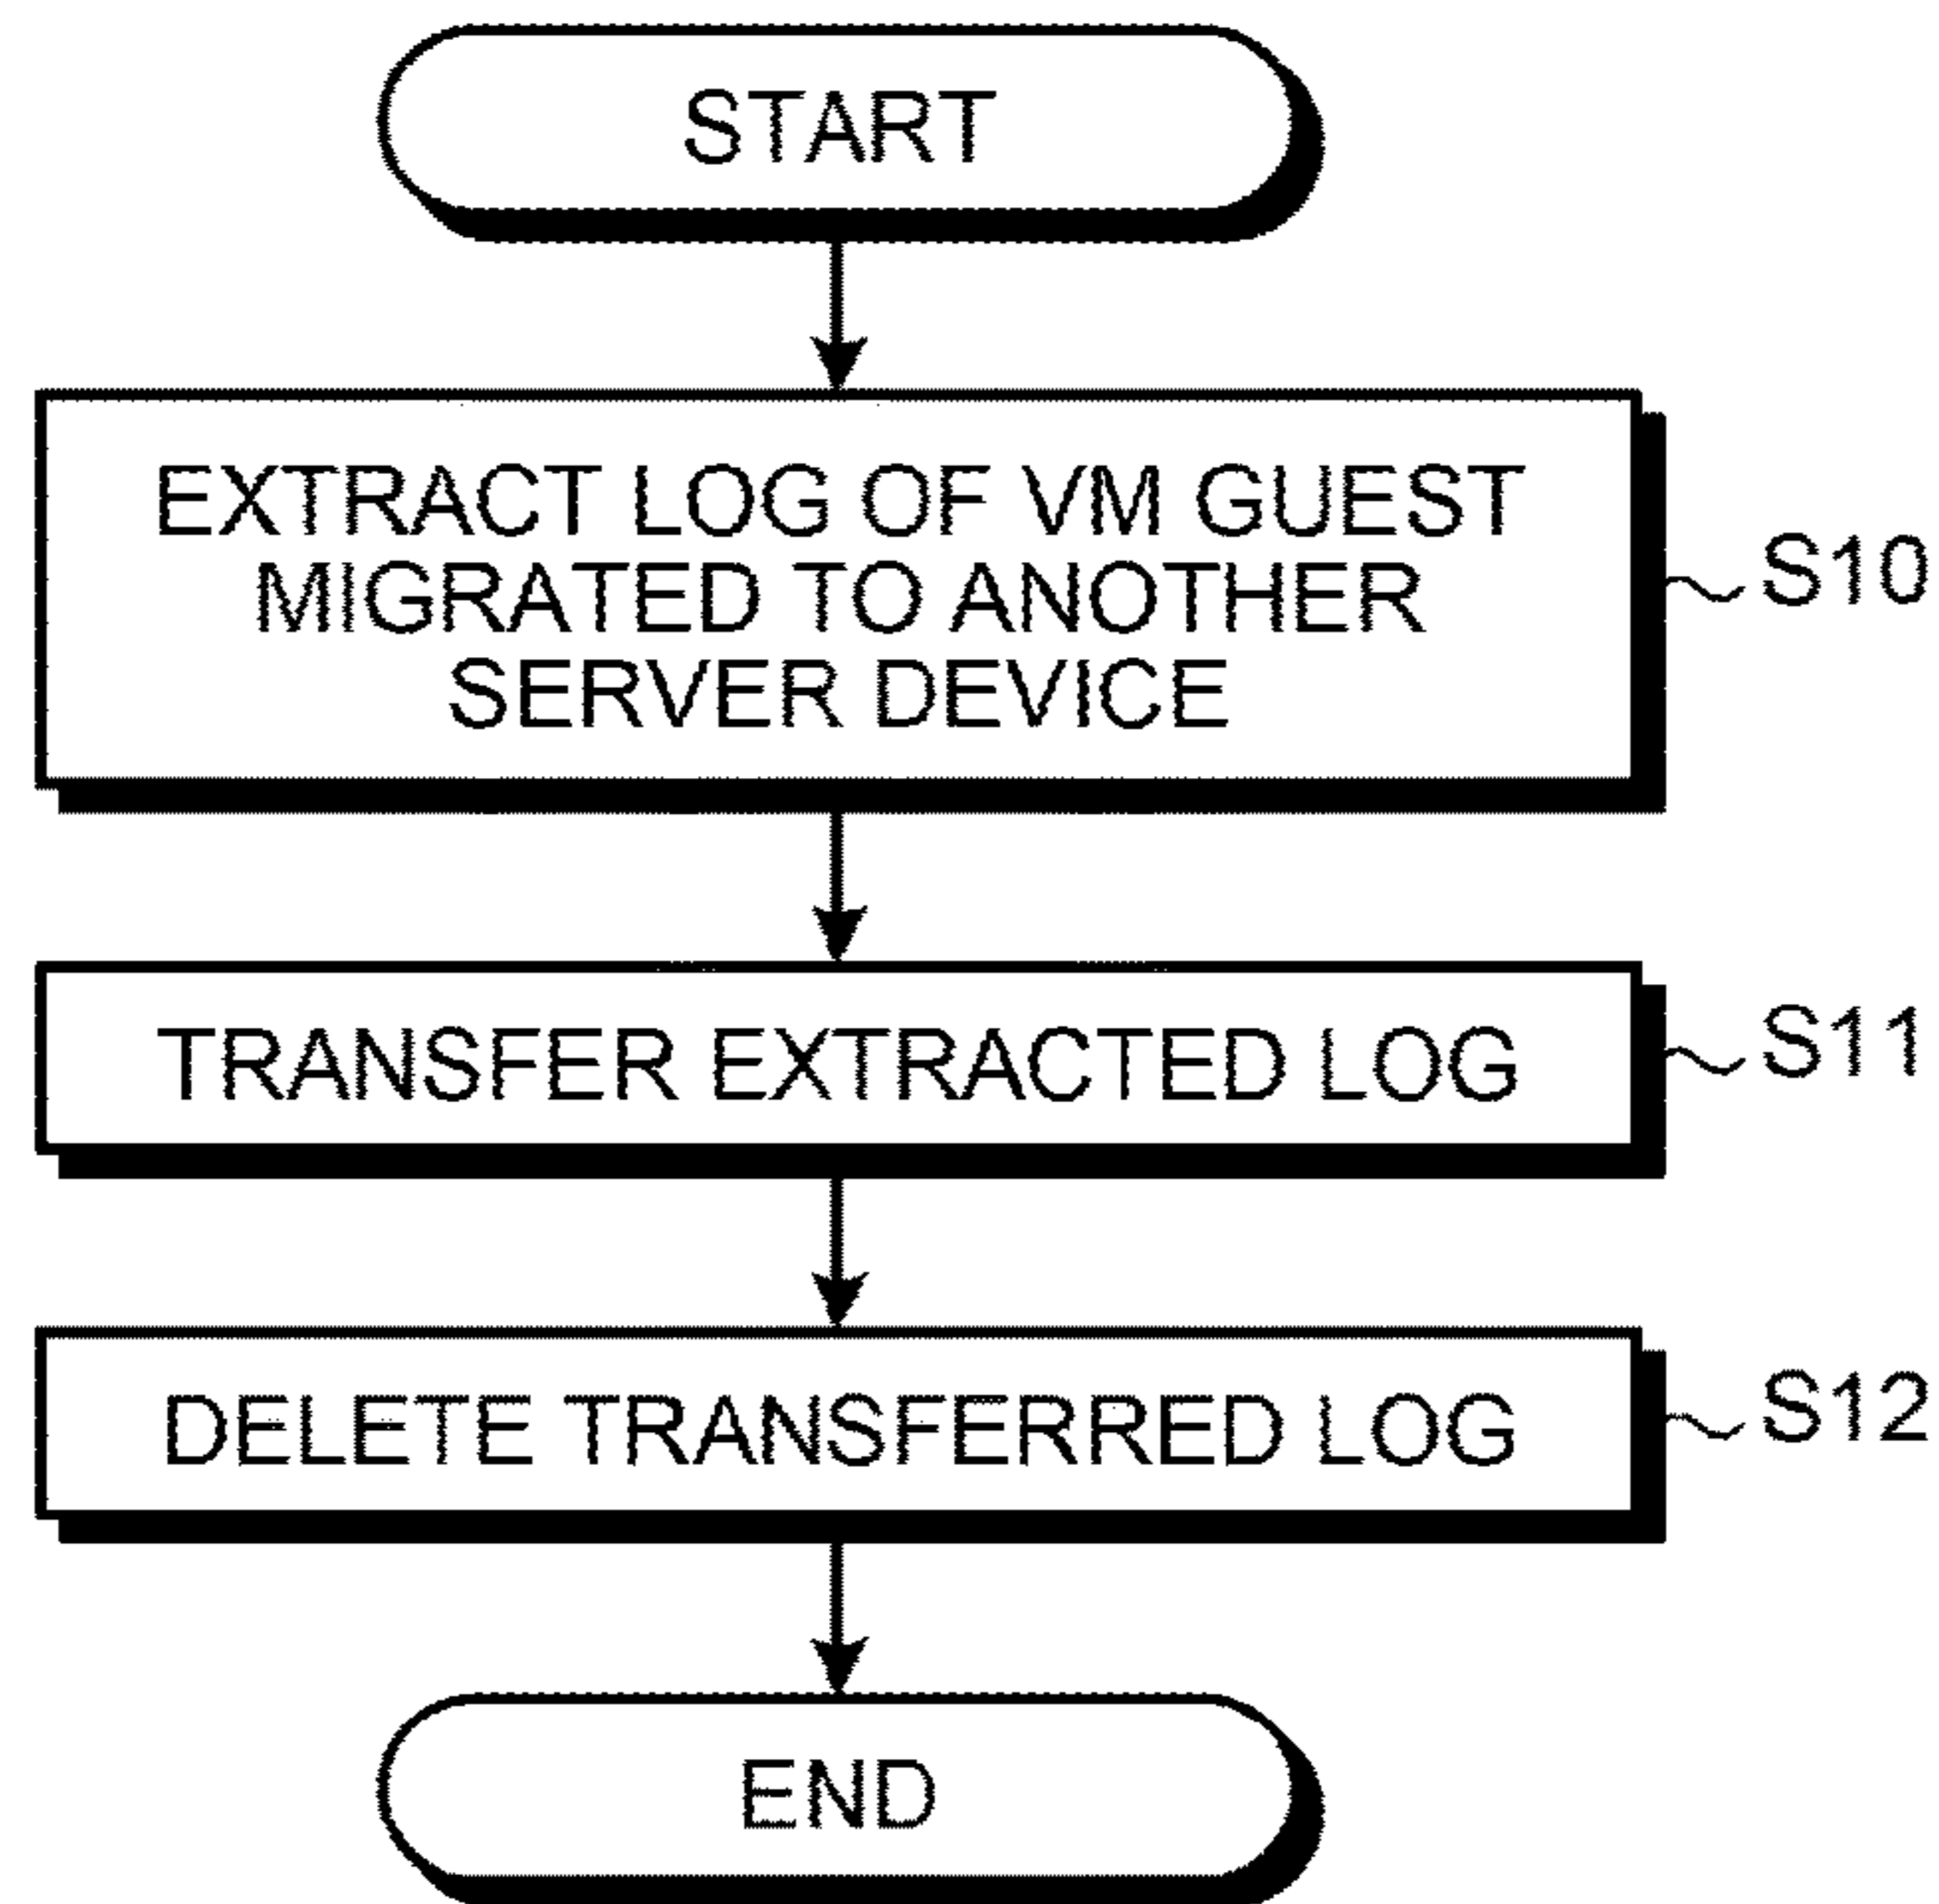 START
EXTRACT LOG OF VM GUEST
MIGRATED TO ANOTHER
SERVER DEVICE
S10
TRANSFER EXTRACTED LOG
S11
DELETE TRANSFERRED LOG
S12
END